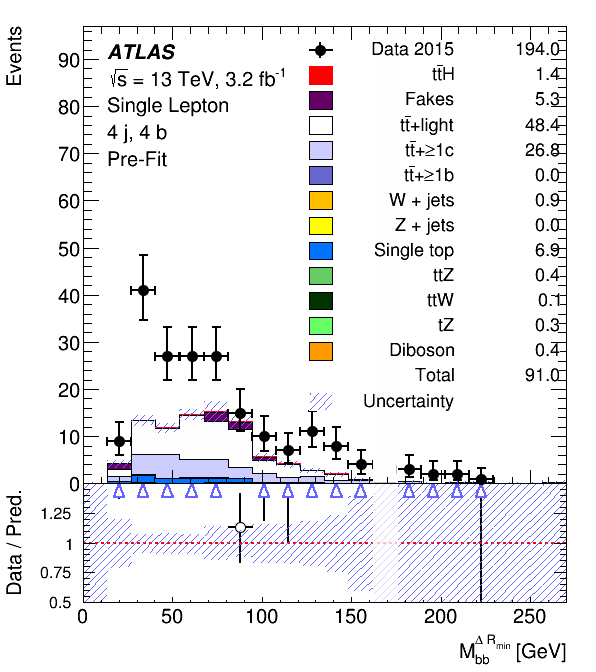 Events
90
80
70
60
50
40
30
20
10
0
ATLAS
√s = 13 TeV, 3.2 fb⁻¹
Single Lepton
4 j, 4 b
Pre-Fit
Data 2015 194.0
tt̄H 1.4
Fakes 5.3
tt̄+light 48.4
tt̄+≥1c 26.8
tt̄+≥1b 0.0
W + jets 0.9
Z + jets 0.0
Single top 6.9
ttZ 0.4
ttW 0.1
tZ 0.3
Diboson 0.4
Total 91.0
Uncertainty
Data / Pred.
1.25
1
0.75
0.5
0 50 100 150 200 250
M_bb^Δ R_min [GeV]